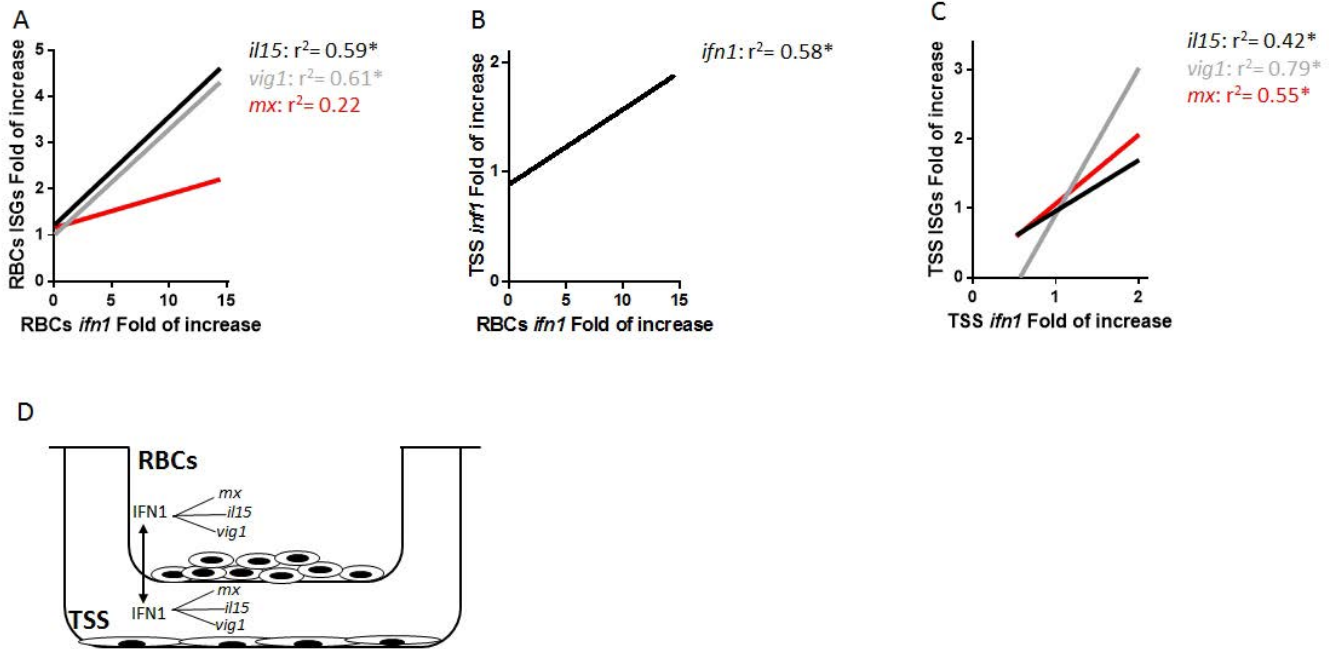 A
5
4
3
2
1
0
0 5 10 15
RBCs ISGs Fold of increase
RBCs ifn1 Fold of increase
il15: r²= 0.59*
vig1: r²= 0.61*
mx: r²= 0.22
B
2
1
0
0 5 10 15
TSS inf1 Fold of increase
RBCs ifn1 Fold of increase
ifn1: r²= 0.58*
C
3
2
1
0
0 1 2
TSS ISGs Fold of increase
TSS ifn1 Fold of increase
il15: r²= 0.42*
vig1: r²= 0.79*
mx: r²= 0.55*
D
RBCs
mx
IFN1
il15
vig1
mx
TSS
IFN1
il15
vig1